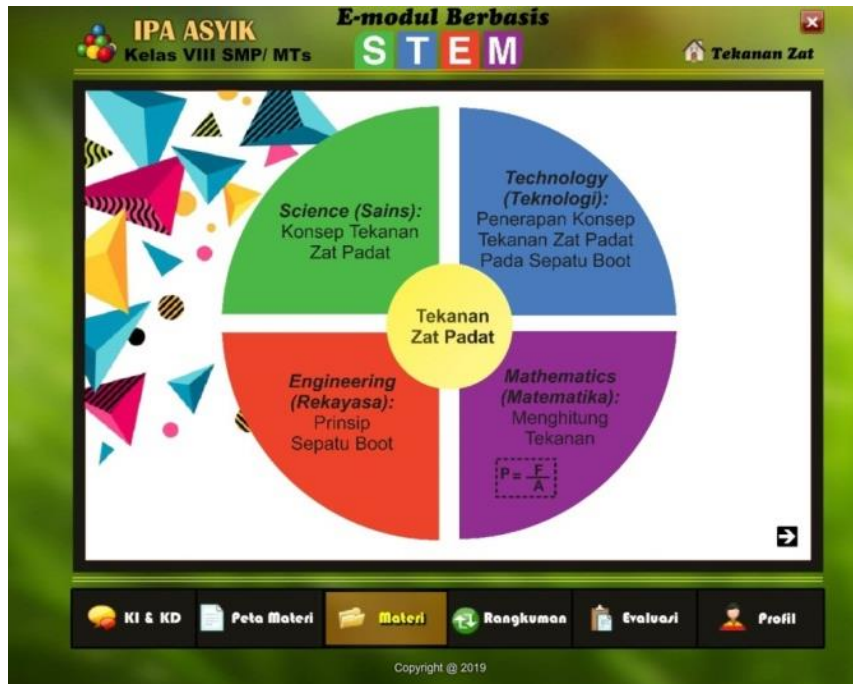 IPA ASYIK
Kelas VIII SMP/ MTs
E-modul Berbasis
STEM
Tekanan Zat
Science (Sains):
Konsep Tekanan
Zat Padat
Technology
(Teknologi):
Penerapan Konsep
Tekanan Zat Padat
Pada Sepatu Boot
Tekanan
Zat Padat
Engineering
(Rekayasa):
Prinsip
Sepatu Boot
Mathematics
(Matematika):
Menghitung
Tekanan
P = F/A
KI & KD
Peta Materi
Materi
Rangkuman
Evaluasi
Profil
Copyright @ 2019